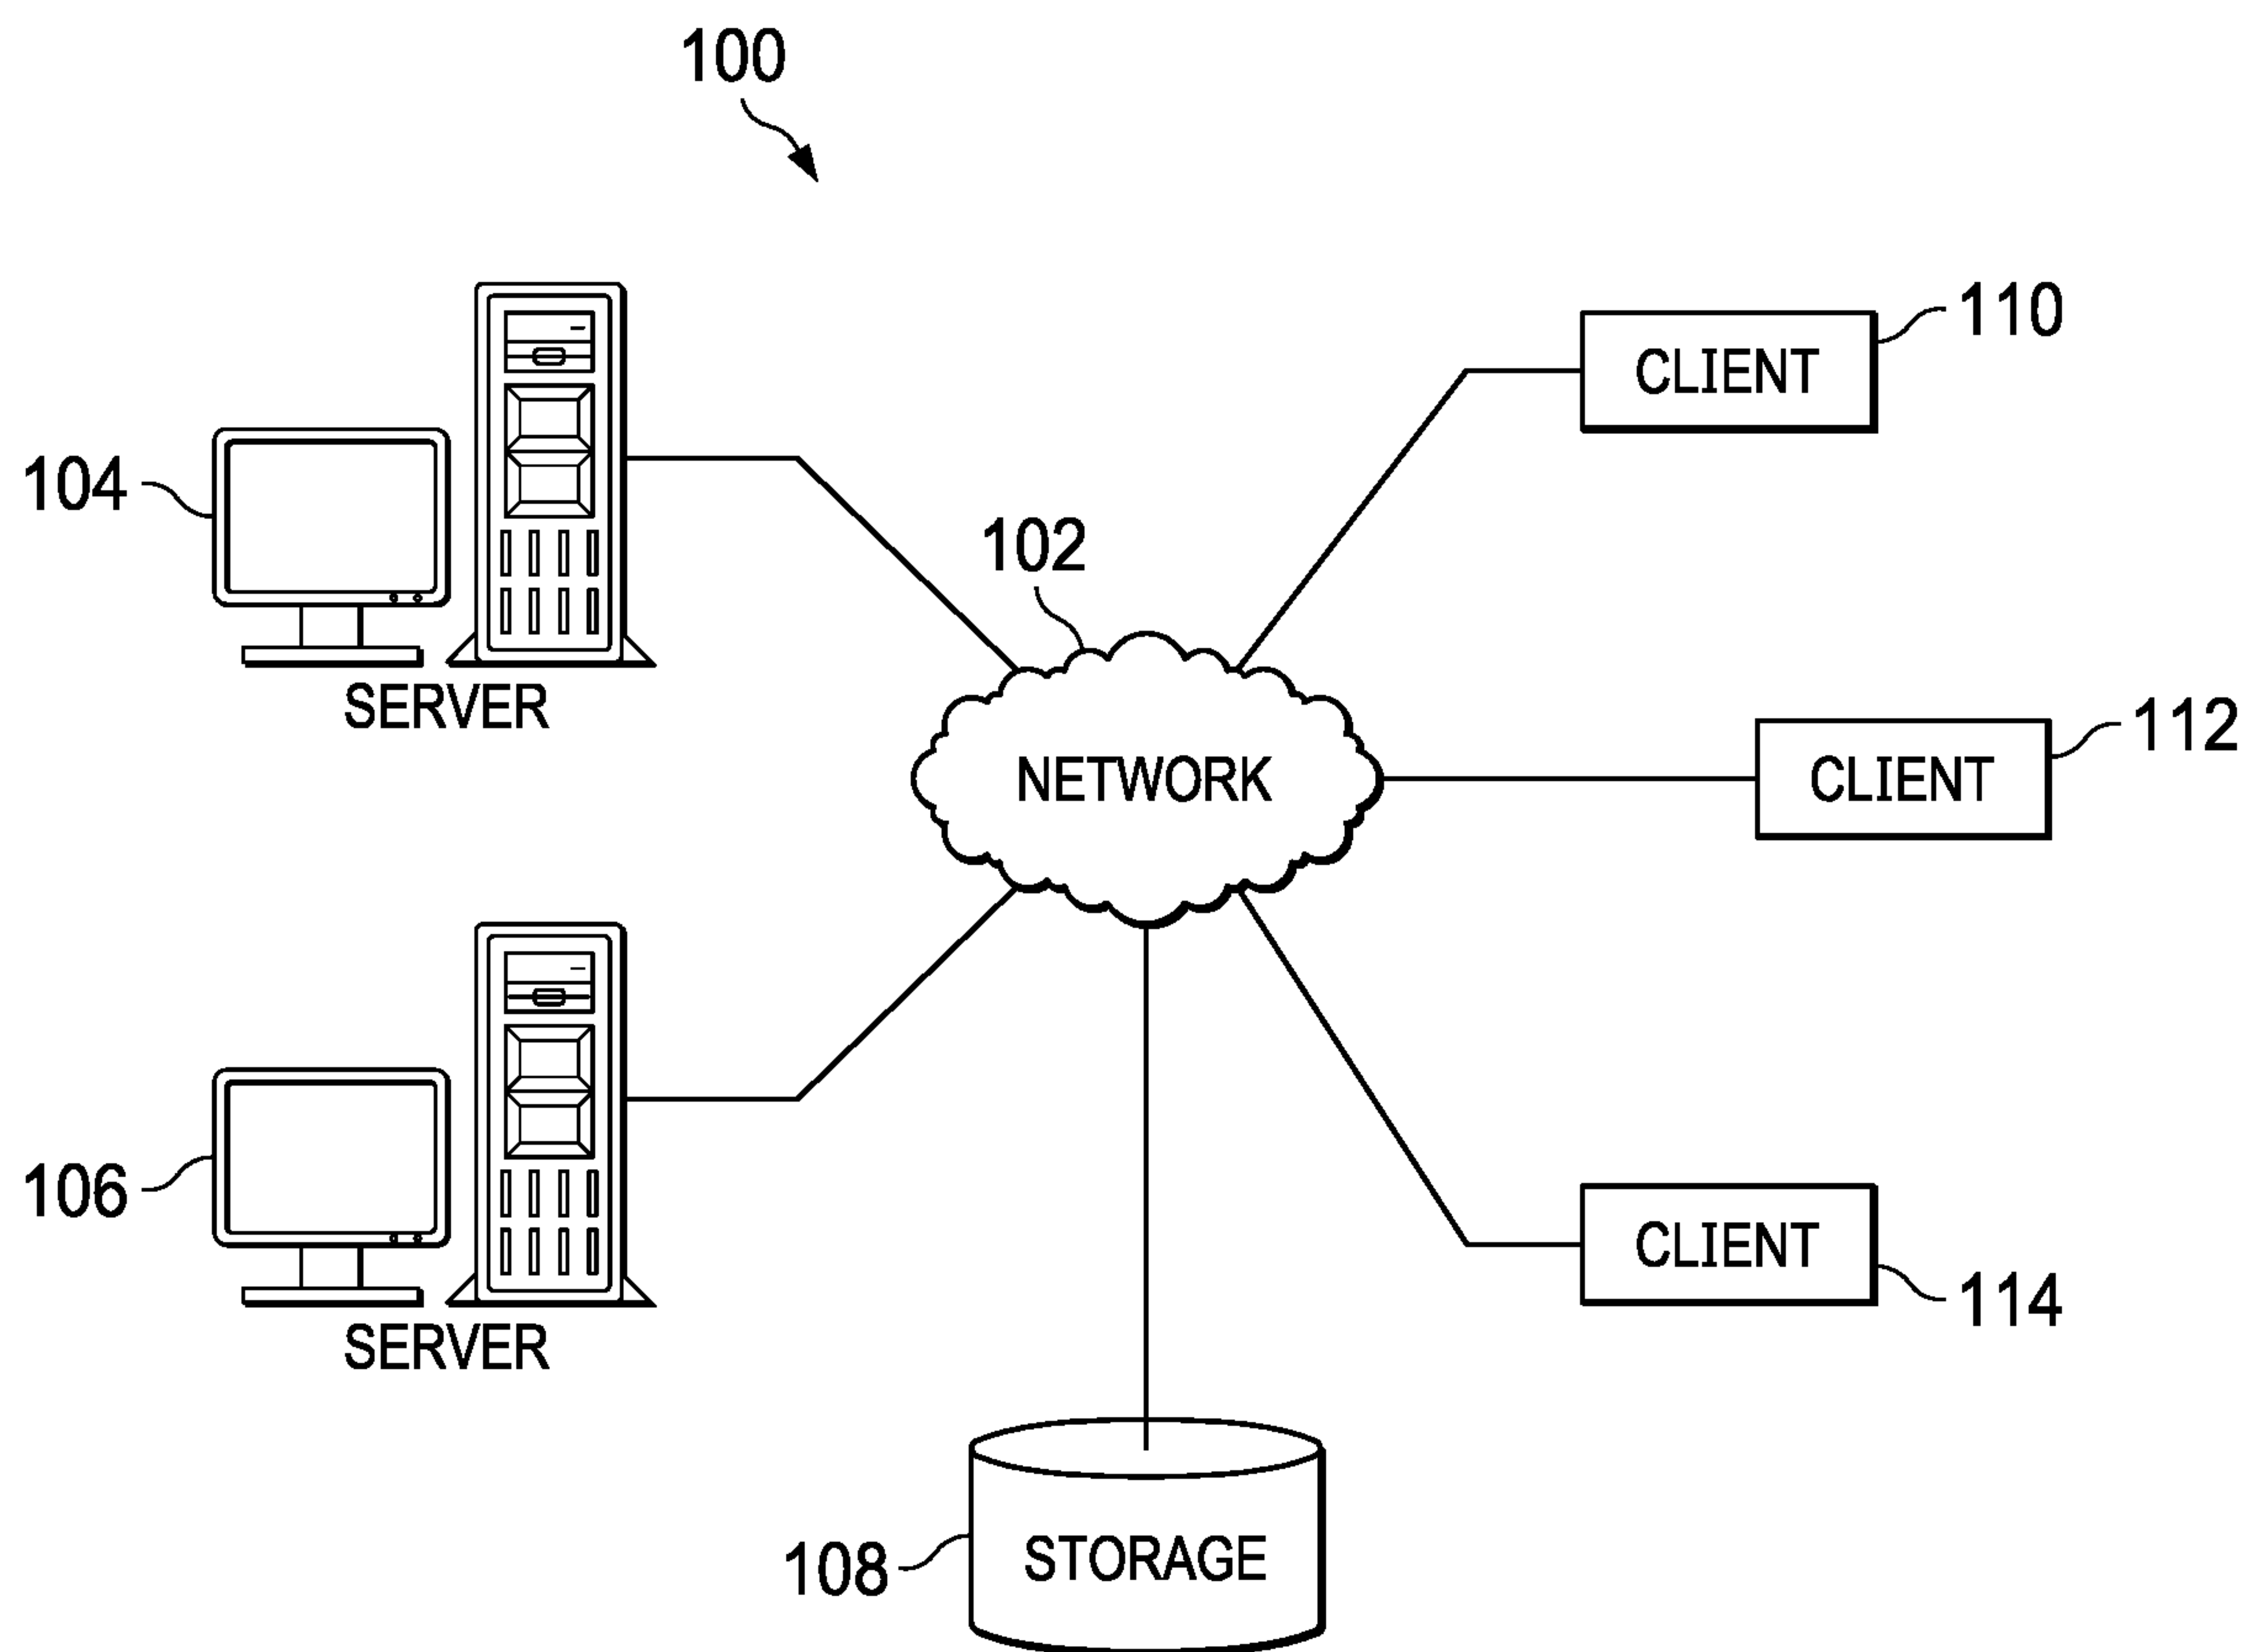 100
110
CLIENT
104
102
SERVER
112
NETWORK
CLIENT
106
CLIENT
114
SERVER
108
STORAGE